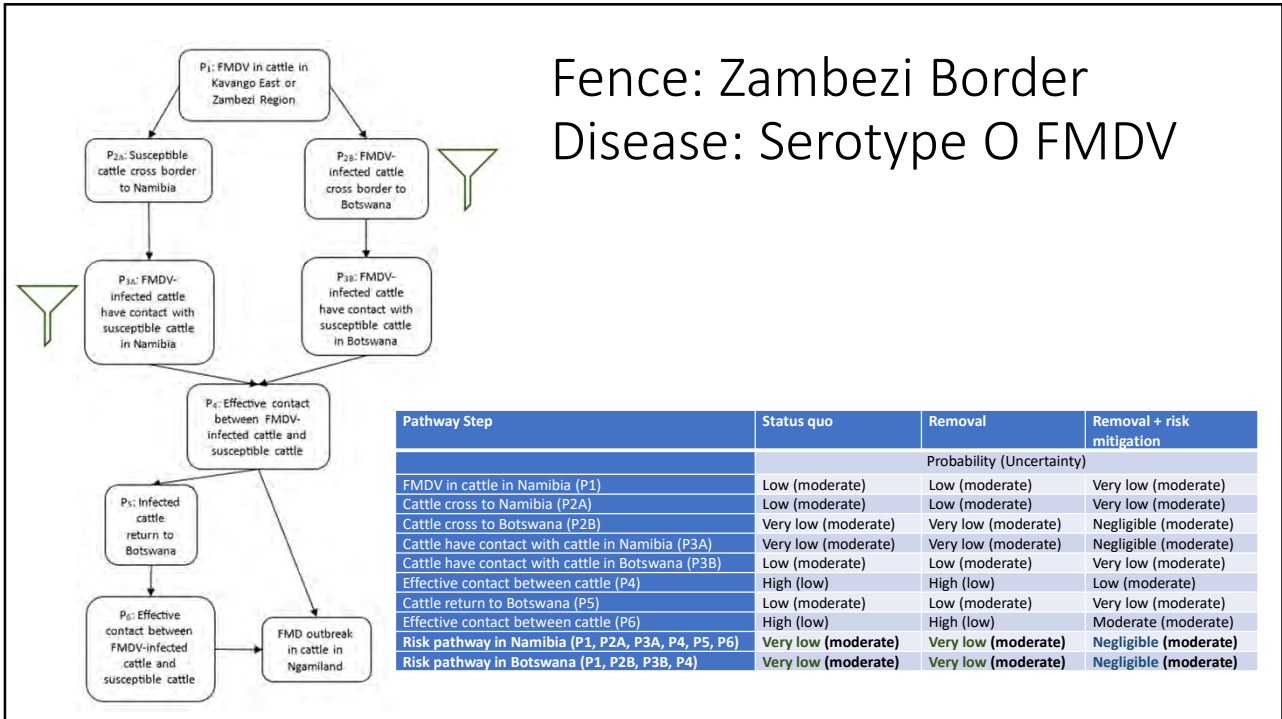 Fence: Zambezi Border
Disease: Serotype O FMDV
P1: FMDV in cattle in
Kavango East or
Zambezi Region
P2A: Susceptible
cattle cross border
to Namibia
P2B: FMDV-
infected cattle
cross border to
Botswana
P3A: FMDV-
infected cattle
have contact with
susceptible cattle
in Namibia
P3B: FMDV-
infected cattle
have contact with
susceptible cattle
in Botswana
P4: Effective contact
between FMDV-
infected cattle and
susceptible cattle
P5: Infected
cattle
return to
Botswana
P6: Effective
contact between
FMDV-infected
cattle and
susceptible cattle
FMD outbreak
in cattle in
Ngamiland
Pathway Step Status quo Removal Removal + risk
mitigation
Probability (Uncertainty)
FMDV in cattle in Namibia (P1) Low (moderate) Low (moderate) Very low (moderate)
Cattle cross to Namibia (P2A) Low (moderate) Low (moderate) Very low (moderate)
Cattle cross to Botswana (P2B) Very low (moderate) Very low (moderate) Negligible (moderate)
Cattle have contact with cattle in Namibia (P3A) Very low (moderate) Very low (moderate) Negligible (moderate)
Cattle have contact with cattle in Botswana (P3B) Low (moderate) Low (moderate) Very low (moderate)
Effective contact between cattle (P4) High (low) High (low) Low (moderate)
Cattle return to Botswana (P5) Low (moderate) Low (moderate) Very low (moderate)
Effective contact between cattle (P6) High (low) High (low) Moderate (moderate)
Risk pathway in Namibia (P1, P2A, P3A, P4, P5, P6) Very low (moderate) Very low (moderate) Negligible (moderate)
Risk pathway in Botswana (P1, P2B, P3B, P4) Very low (moderate) Very low (moderate) Negligible (moderate)